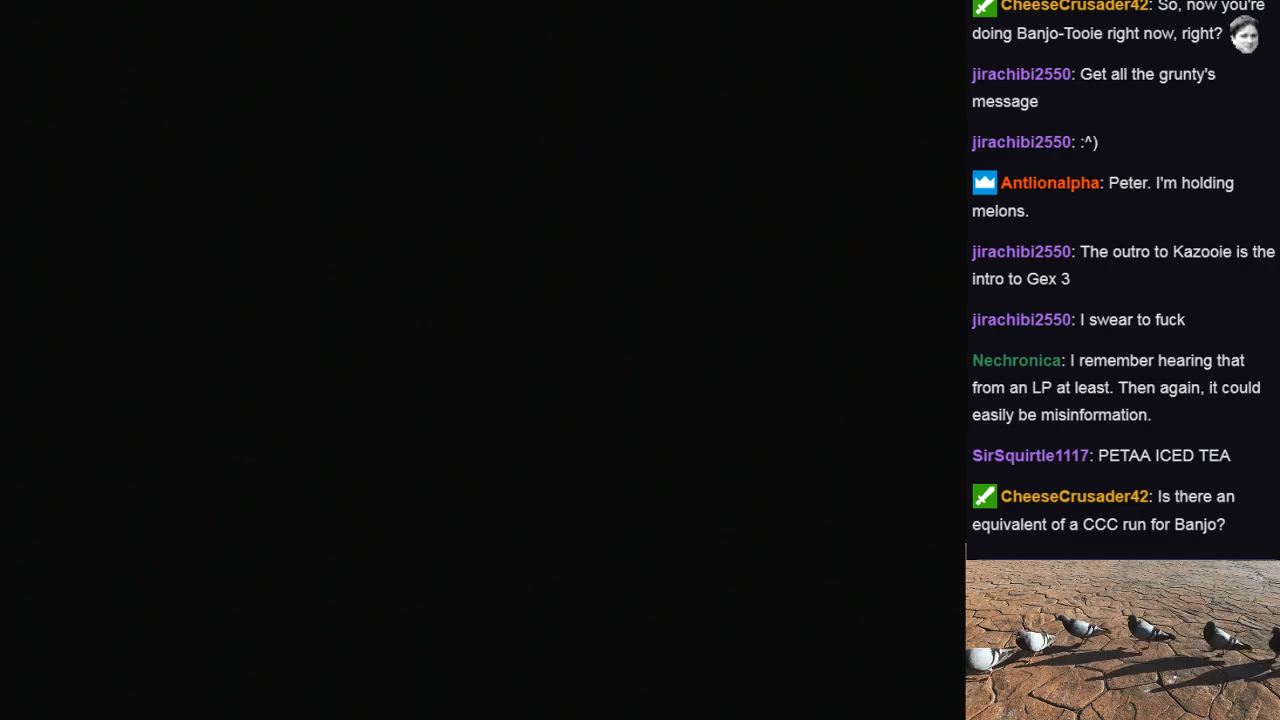 CheeseCrusader42: So, now you're
doing Banjo-Tooie right now, right?
jirachibi2550: Get all the grunty's
message
jirachibi2550: :^)
Antlionalpha: Peter. I'm holding
melons.
jirachibi2550: The outro to Kazooie is the
intro to Gex 3
jirachibi2550: I swear to fuck
Nechronica: I remember hearing that
from an LP at least. Then again, it could
easily be misinformation.
SirSquirtle1117: PETAA ICED TEA
CheeseCrusader42: Is there an
equivalent of a CCC run for Banjo?